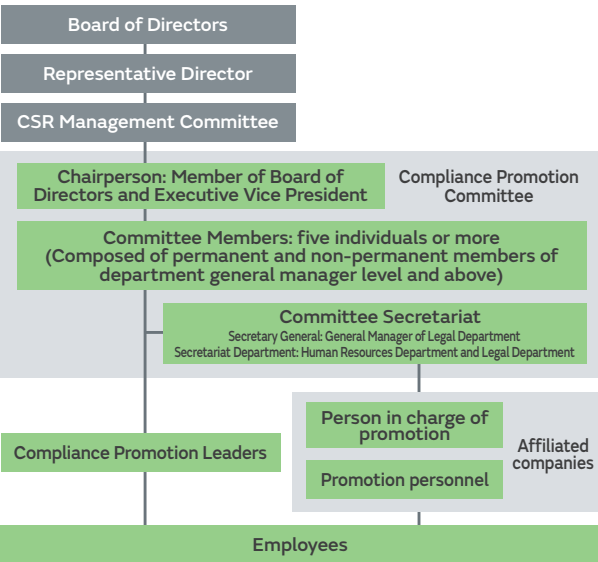 Board of Directors
Representative Director
CSR Management Committee
Chairperson: Member of Board of
Directors and Executive Vice President
Compliance Promotion
Committee
Committee Members: five individuals or more
(Composed of permanent and non-permanent members of
department general manager level and above)
Committee Secretariat
Secretary General: General Manager of Legal Department
Secretariat Department: Human Resources Department and Legal Department
Compliance Promotion Leaders
Person in charge of
promotion
Promotion personnel
Affiliated
companies
Employees